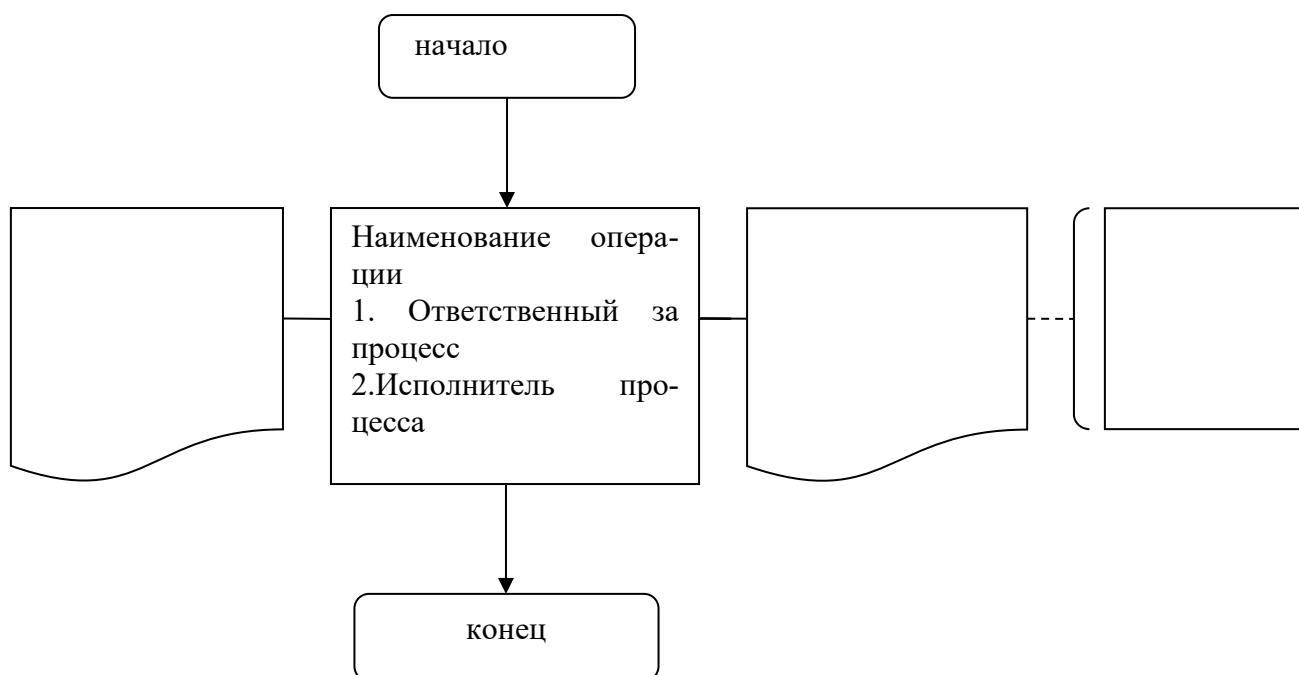 начало
Наименование опера-
ции
1. Ответственный за
процесс
2.Исполнитель про-
цесса
конец